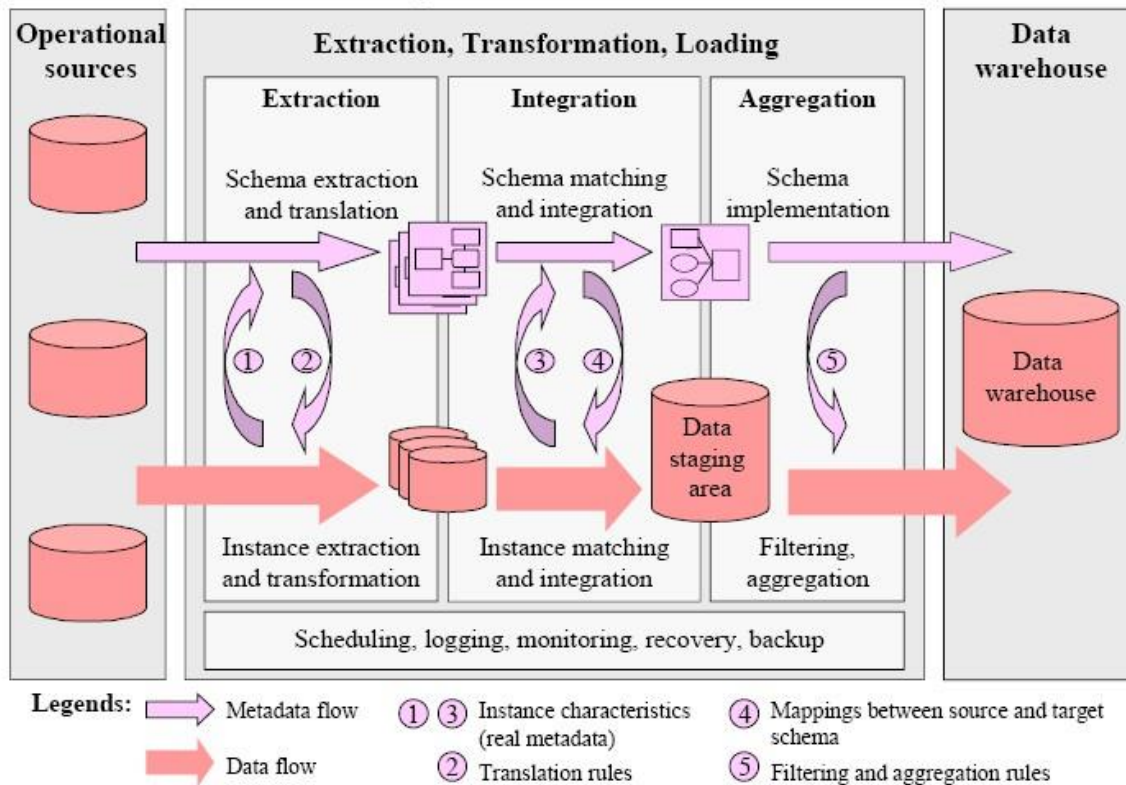 Operational
sources
Extraction, Transformation, Loading
Data
warehouse
Extraction
Integration
Aggregation
Schema extraction
and translation
Schema matching
and integration
Schema
implementation
1
2
3
4
5
Data
warehouse
Data
staging
area
Instance extraction
and transformation
Instance matching
and integration
Filtering,
aggregation
Scheduling, logging, monitoring, recovery, backup
Legends:
Metadata flow
1 3 Instance characteristics
(real metadata)
4 Mappings between source and target
schema
Data flow
2 Translation rules
5 Filtering and aggregation rules